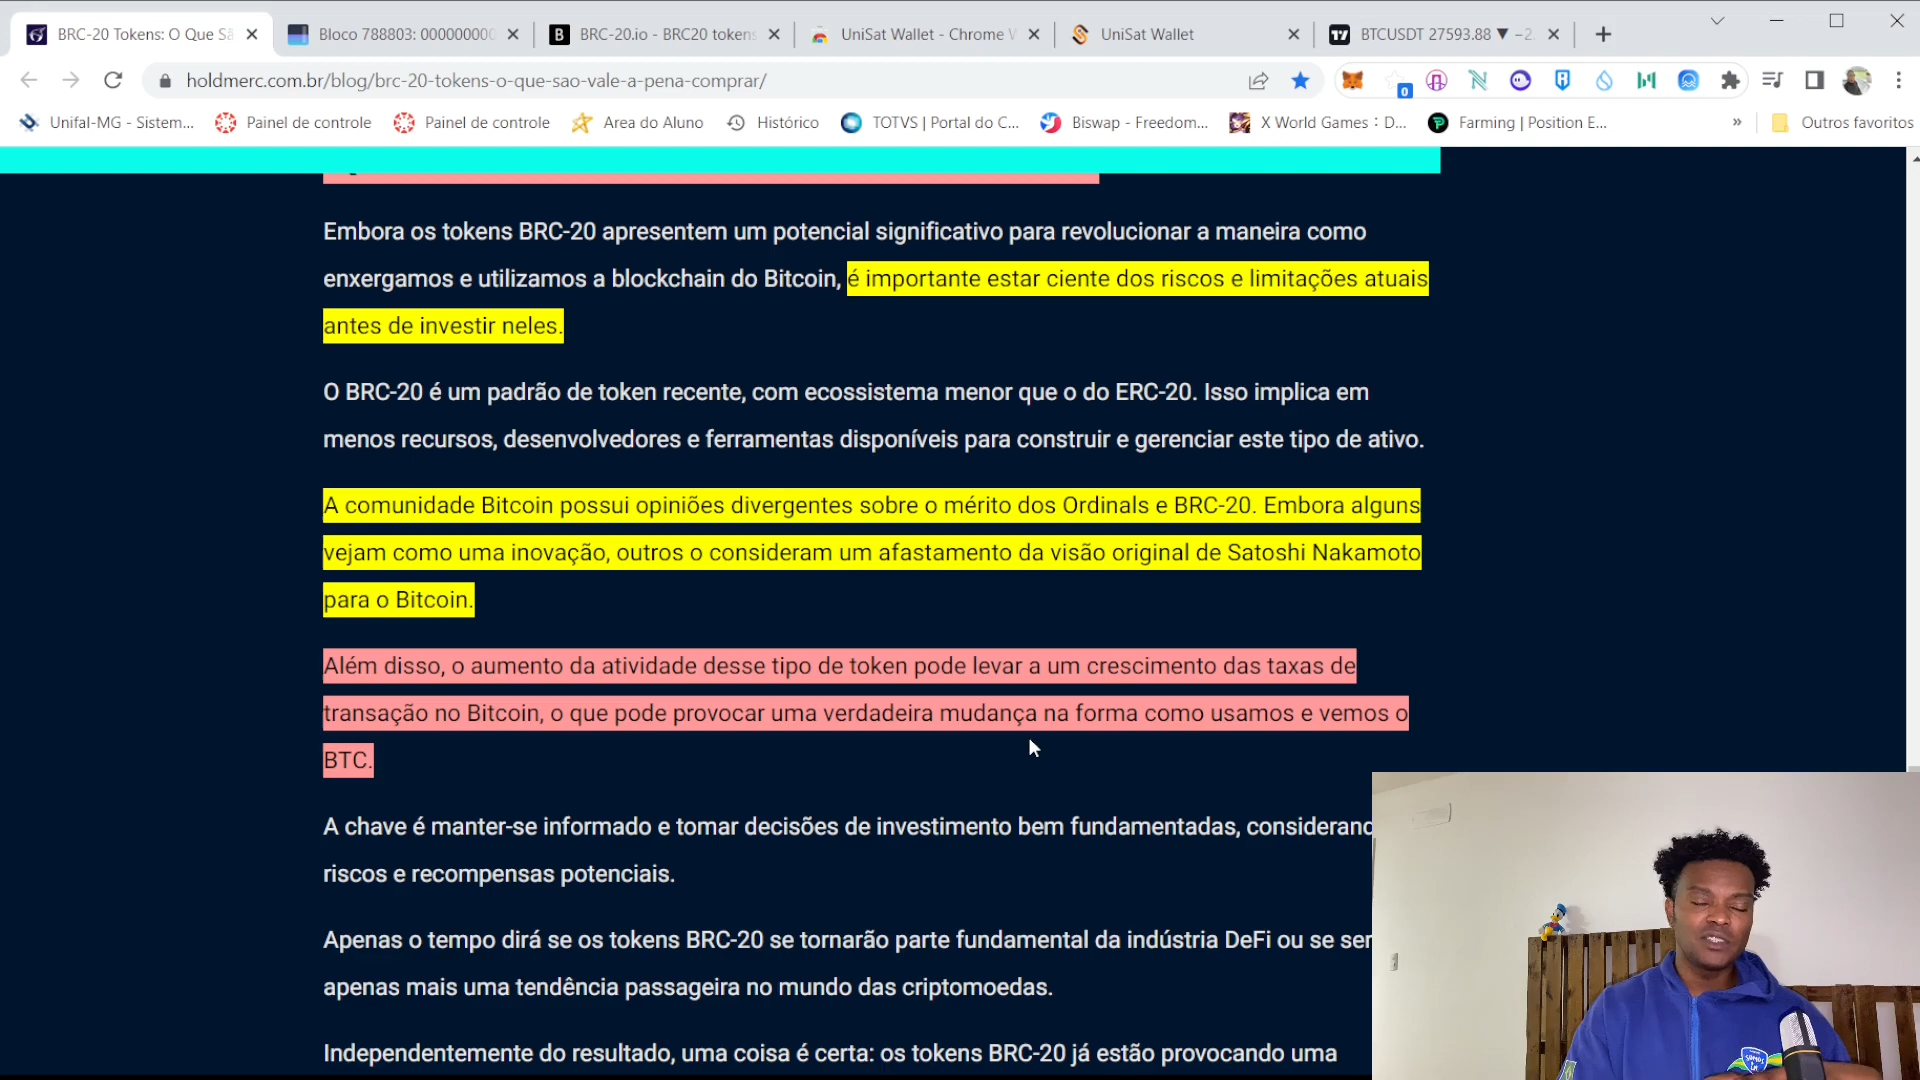 BRC-20 Tokens: O Que Sã
Bloco 788803: 000000000
BRC-20.io - BRC20 tokens
UniSat Wallet - Chrome W
UniSat Wallet
BTCUSDT 27593.88 ▼ −2.
holdmerc.com.br/blog/brc-20-tokens-o-que-sao-vale-a-pena-comprar/
0
Unifal-MG - Sistem...
Painel de controle
Painel de controle
Area do Aluno
Histórico
TOTVS | Portal do C...
Biswap - Freedom...
X World Games：D...
Farming | Position E...
»
Outros favoritos
Embora os tokens BRC-20 apresentem um potencial significativo para revolucionar a maneira como
enxergamos e utilizamos a blockchain do Bitcoin, é importante estar ciente dos riscos e limitações atuais
antes de investir neles.
O BRC-20 é um padrão de token recente, com ecossistema menor que o do ERC-20. Isso implica em
menos recursos, desenvolvedores e ferramentas disponíveis para construir e gerenciar este tipo de ativo.
A comunidade Bitcoin possui opiniões divergentes sobre o mérito dos Ordinals e BRC-20. Embora alguns
vejam como uma inovação, outros o consideram um afastamento da visão original de Satoshi Nakamoto
para o Bitcoin.
Além disso, o aumento da atividade desse tipo de token pode levar a um crescimento das taxas de
transação no Bitcoin, o que pode provocar uma verdadeira mudança na forma como usamos e vemos o
BTC.
A chave é manter-se informado e tomar decisões de investimento bem fundamentadas, considerand
riscos e recompensas potenciais.
Apenas o tempo dirá se os tokens BRC-20 se tornarão parte fundamental da indústria DeFi ou se ser
apenas mais uma tendência passageira no mundo das criptomoedas.
Independentemente do resultado, uma coisa é certa: os tokens BRC-20 já estão provocando uma